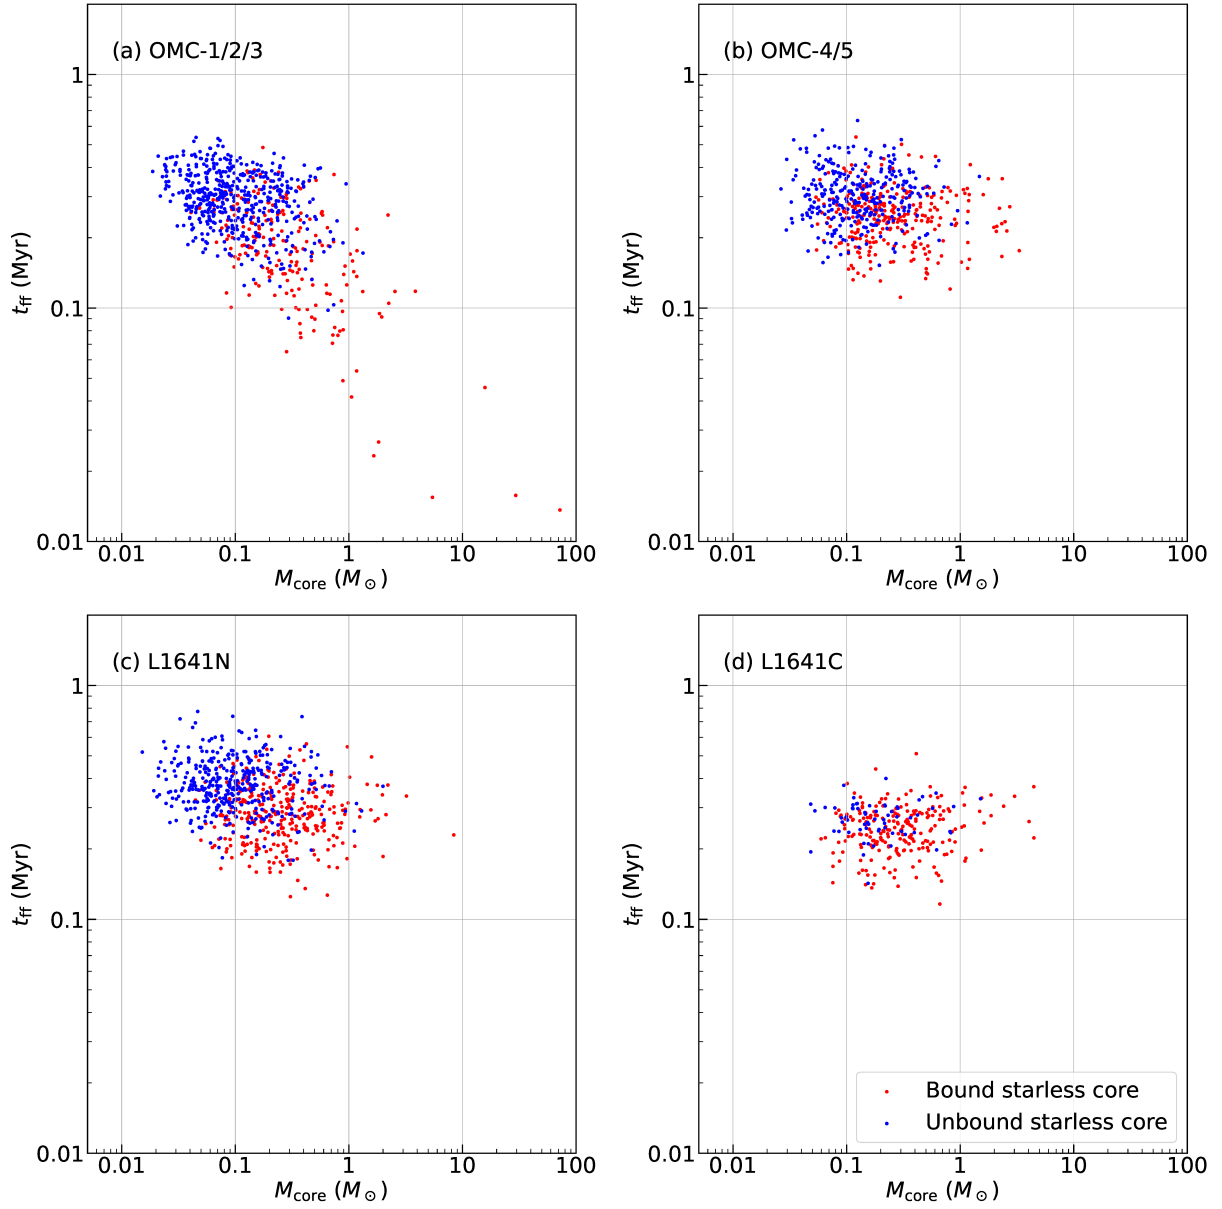 (a) OMC-1/2/3
1
0.1
0.01
t_ff (Myr)
0.01 0.1 1 10 100
M_core (M_⊙)
(b) OMC-4/5
1
0.1
0.01
t_ff (Myr)
0.01 0.1 1 10 100
M_core (M_⊙)
(c) L1641N
1
0.1
0.01
t_ff (Myr)
0.01 0.1 1 10 100
M_core (M_⊙)
(d) L1641C
1
0.1
0.01
t_ff (Myr)
Bound starless core
Unbound starless core
0.01 0.1 1 10 100
M_core (M_⊙)